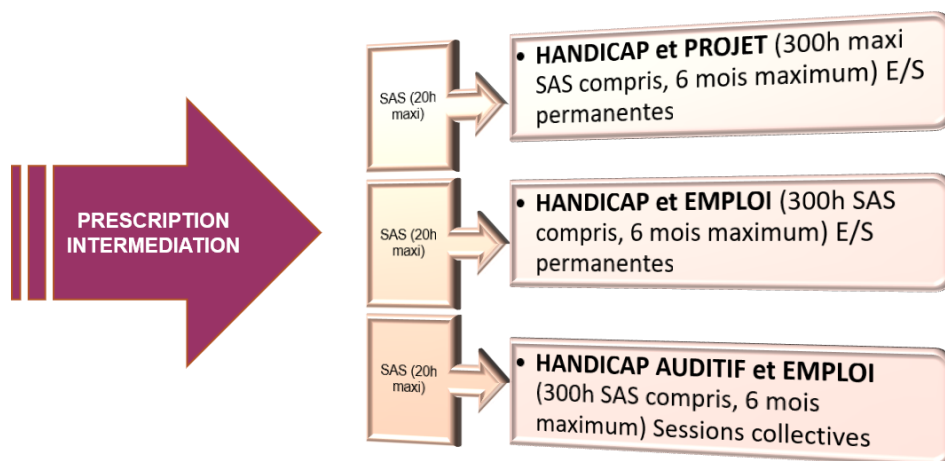 PRESCRIPTION
INTERMEDIATION
SAS (20h
maxi)
• HANDICAP et PROJET (300h maxi
SAS compris, 6 mois maximum) E/S
permanentes
SAS (20h
maxi)
• HANDICAP et EMPLOI (300h SAS
compris, 6 mois maximum) E/S
permanentes
SAS (20h
maxi)
• HANDICAP AUDITIF et EMPLOI
(300h SAS compris, 6 mois
maximum) Sessions collectives